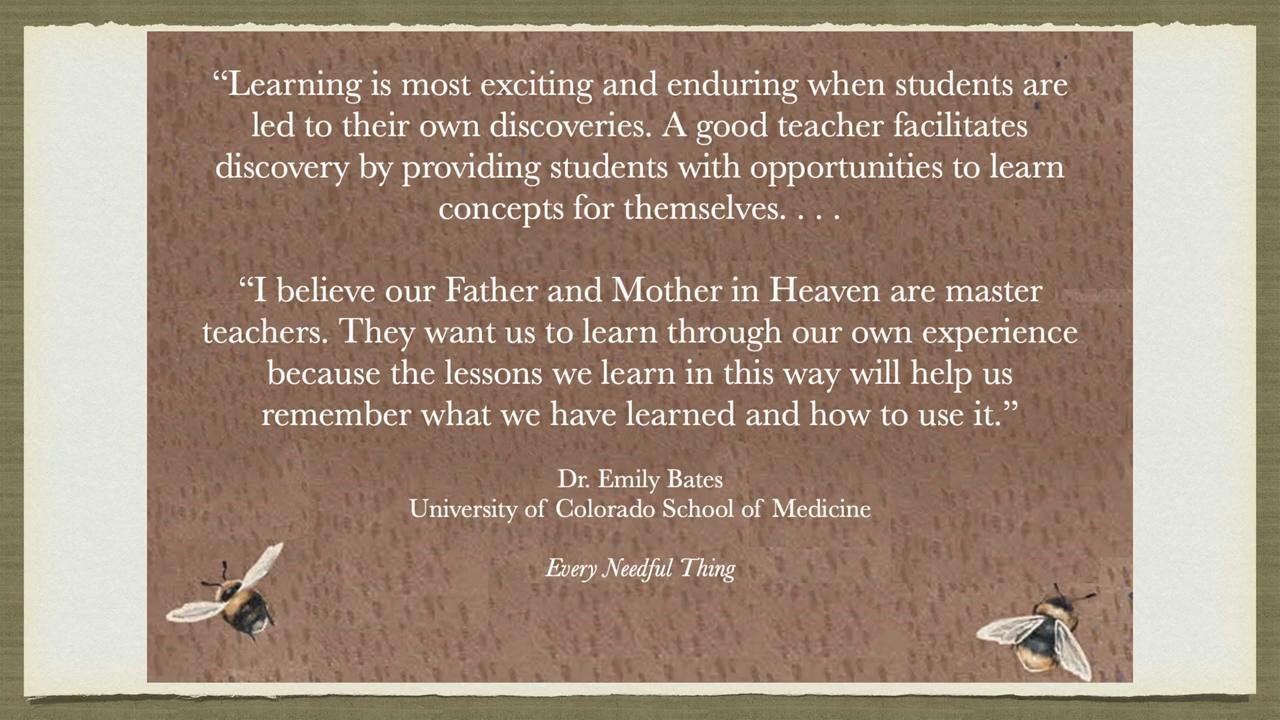 “Learning is most exciting and enduring when students are
led to their own discoveries. A good teacher facilitates
discovery by providing students with opportunities to learn
concepts for themselves. . . .
“I believe our Father and Mother in Heaven are master
teachers. They want us to learn through our own experience
because the lessons we learn in this way will help us
remember what we have learned and how to use it.”
Dr. Emily Bates
University of Colorado School of Medicine
Every Needful Thing